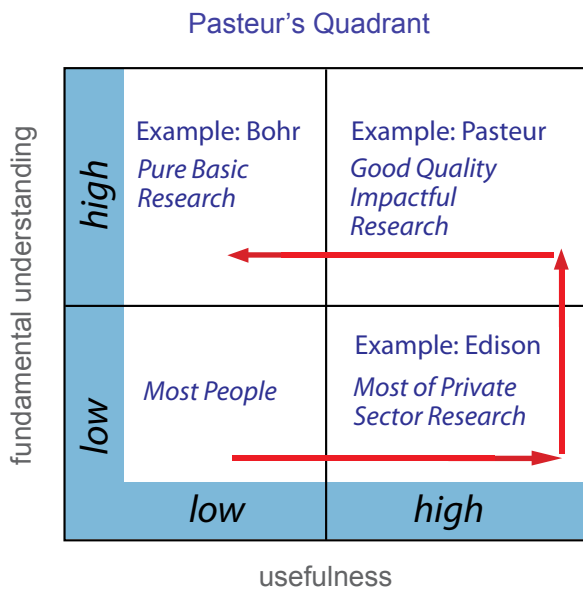 Pasteur's Quadrant
fundamental understanding
high
low
Example: Bohr
Pure Basic
Research
Example: Pasteur
Good Quality
Impactful
Research
Most People
Example: Edison
Most of Private
Sector Research
low
high
usefulness